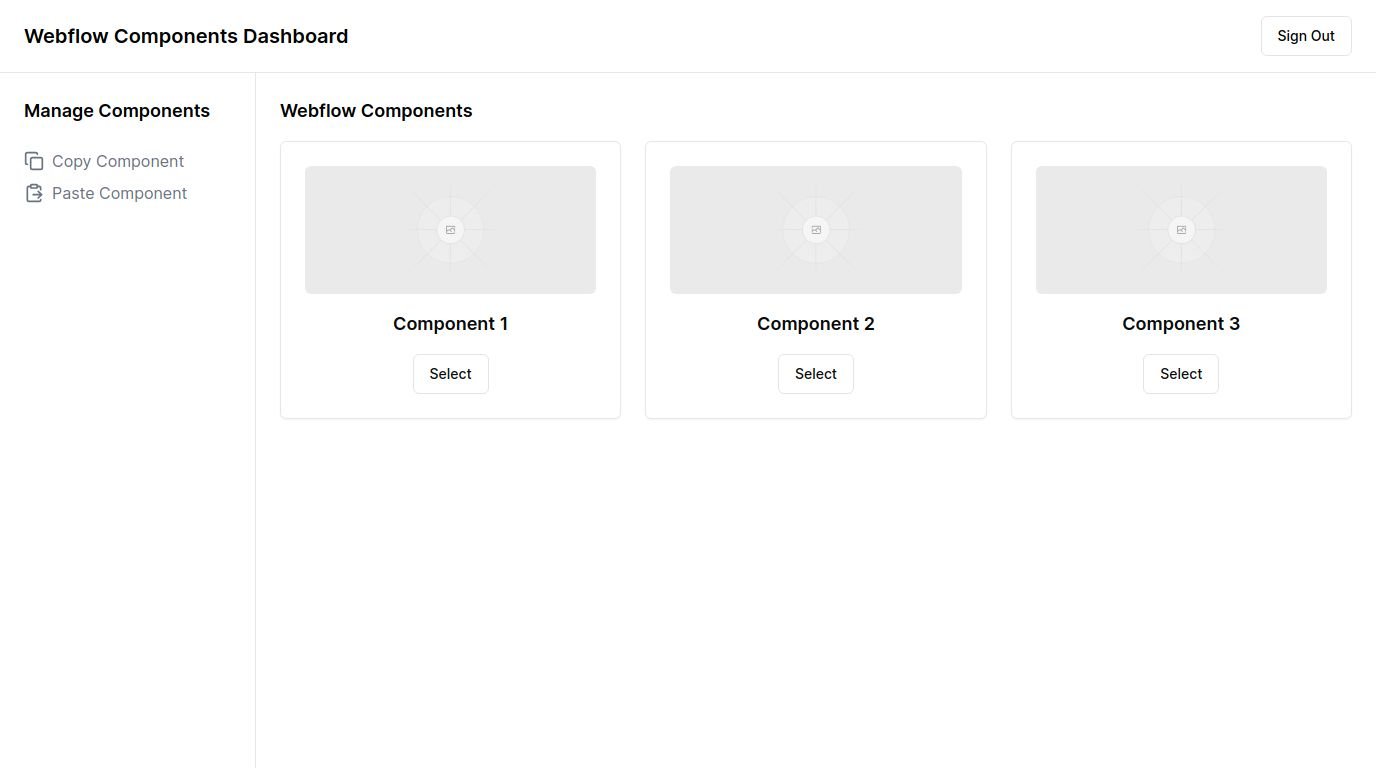 Webflow Components Dashboard
Sign Out
Manage Components
Copy Component
Paste Component
Webflow Components
Component 1
Select
Component 2
Select
Component 3
Select